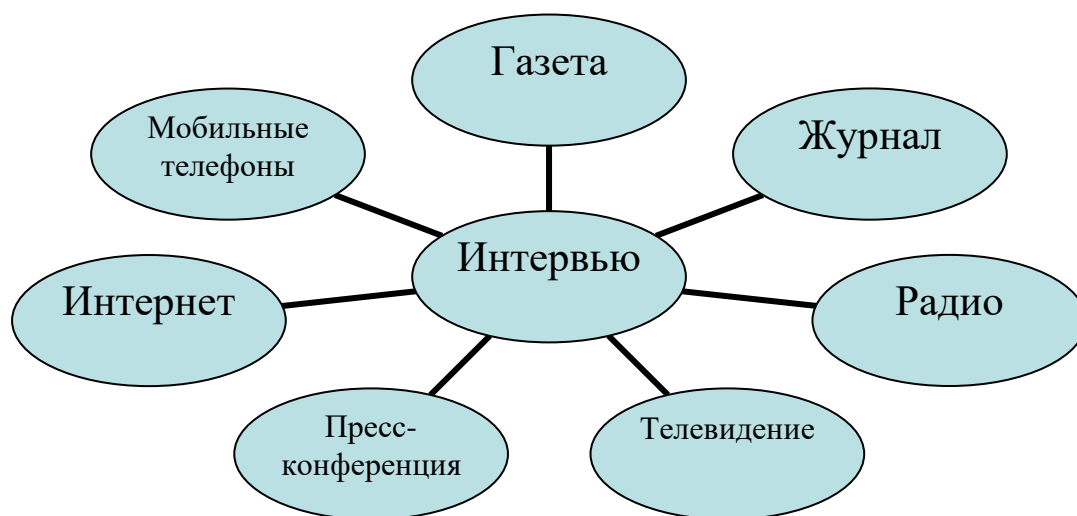 Газета
Мобильные
телефоны
Журнал
Интервью
Интернет
Радио
Пресс-
конференция
Телевидение